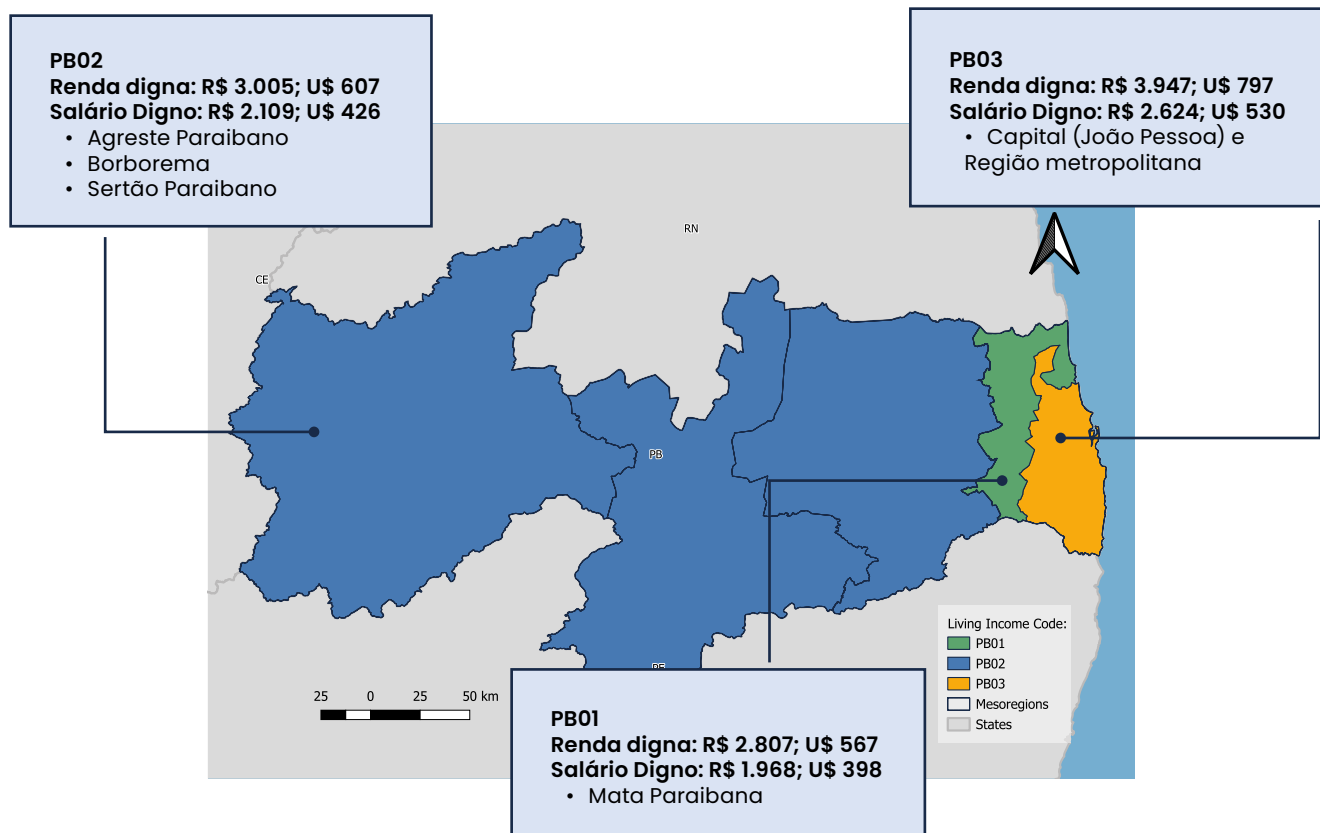 PB02
Renda digna: R$ 3.005; U$ 607
Salário Digno: R$ 2.109; U$ 426
• Agreste Paraibano
• Borborema
• Sertão Paraibano
PB03
Renda digna: R$ 3.947; U$ 797
Salário Digno: R$ 2.624; U$ 530
• Capital (João Pessoa) e
Região metropolitana
RN
CE
PB
PE
Living Income Code:
PB01
PB02
PB03
Mesoregions
States
25 0 25 50 km
PB01
Renda digna: R$ 2.807; U$ 567
Salário Digno: R$ 1.968; U$ 398
• Mata Paraibana